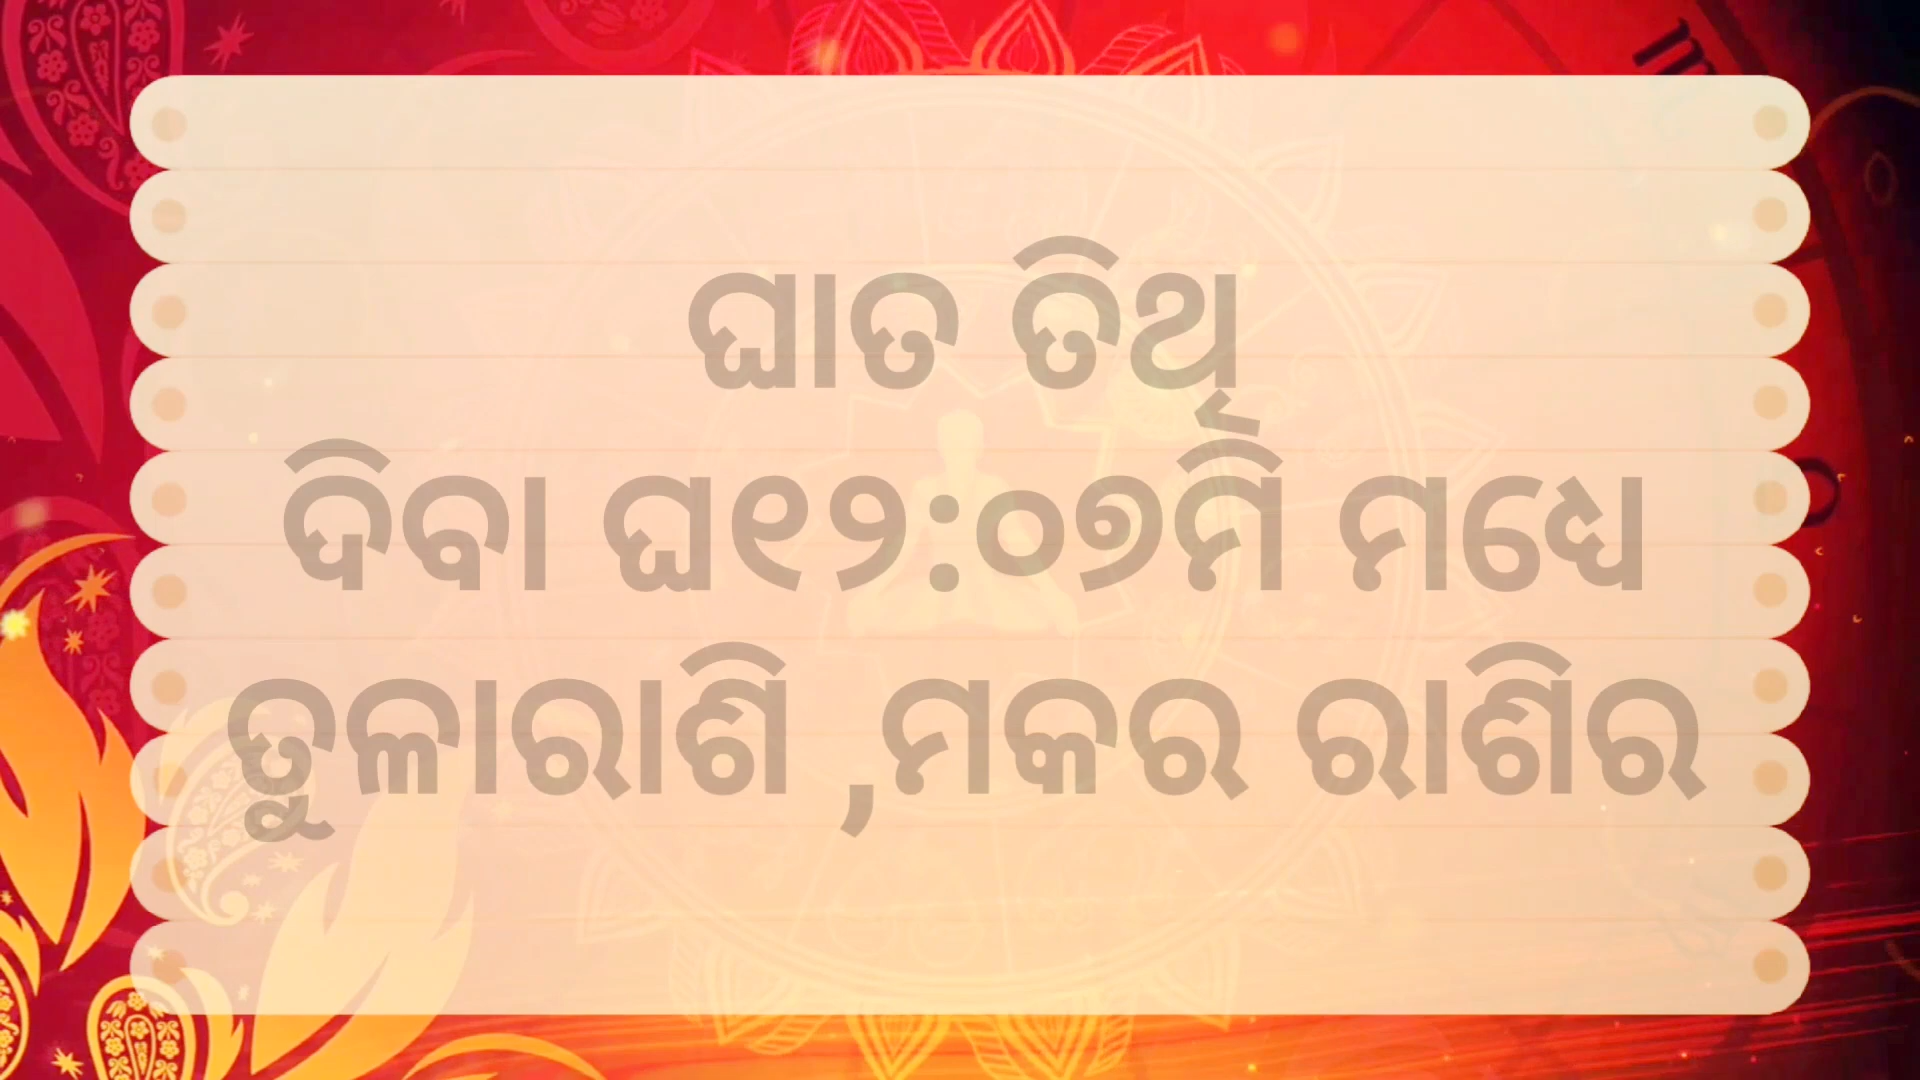 ଘାତ ତିଥି
ଦିବା ଘ୧୨:୦୭ମି ମଧ୍ୟେ
ତୁଳାରାଶି ,ମକର ରାଶିର